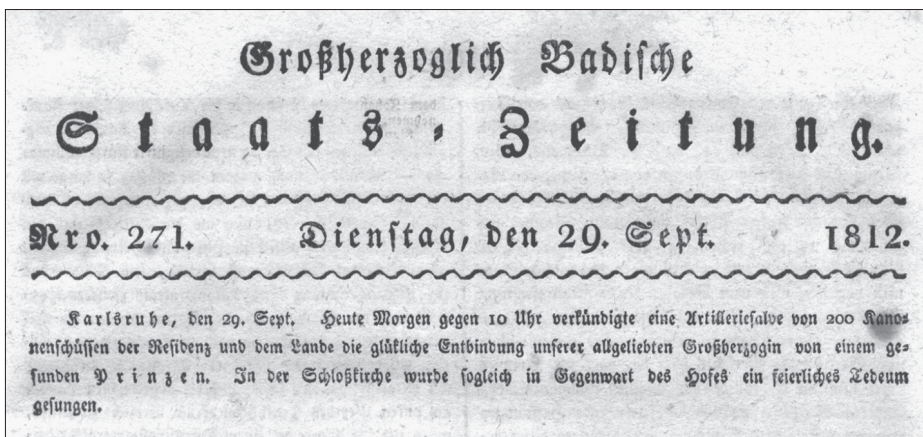 Großherzoglich Badische
Staats-Zeitung.
Nro. 271. Dienstag, den 29. Sept. 1812.
Karlsruhe, den 29. Sept. Heute Morgen gegen 10 Uhr verkündigte eine Artilleriesalve von 200 Kano-
nenschüssen der Residenz und dem Lande die glükliche Entbindung unserer allgeliebten Großherzogin von einem ge-
sunden Prinzen. In der Schloßkirche wurde sogleich in Gegenwart des Hofes ein feierliches Tedeum
gesungen.